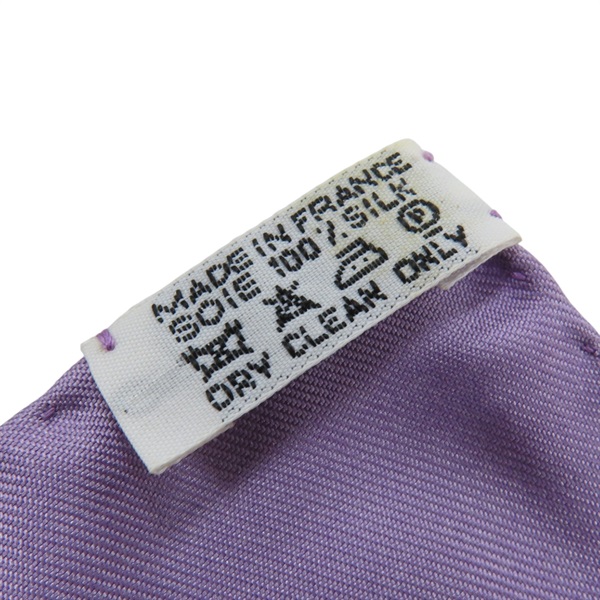 MADE IN FRANCE
SOIE 100% SILK
P
DRY CLEAN ONLY